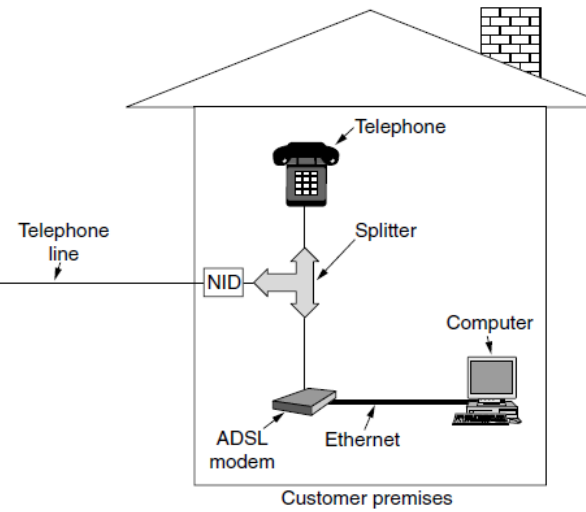 Telephone
Telephone
line
Splitter
NID
Computer
ADSL
modem
Ethernet
Customer premises